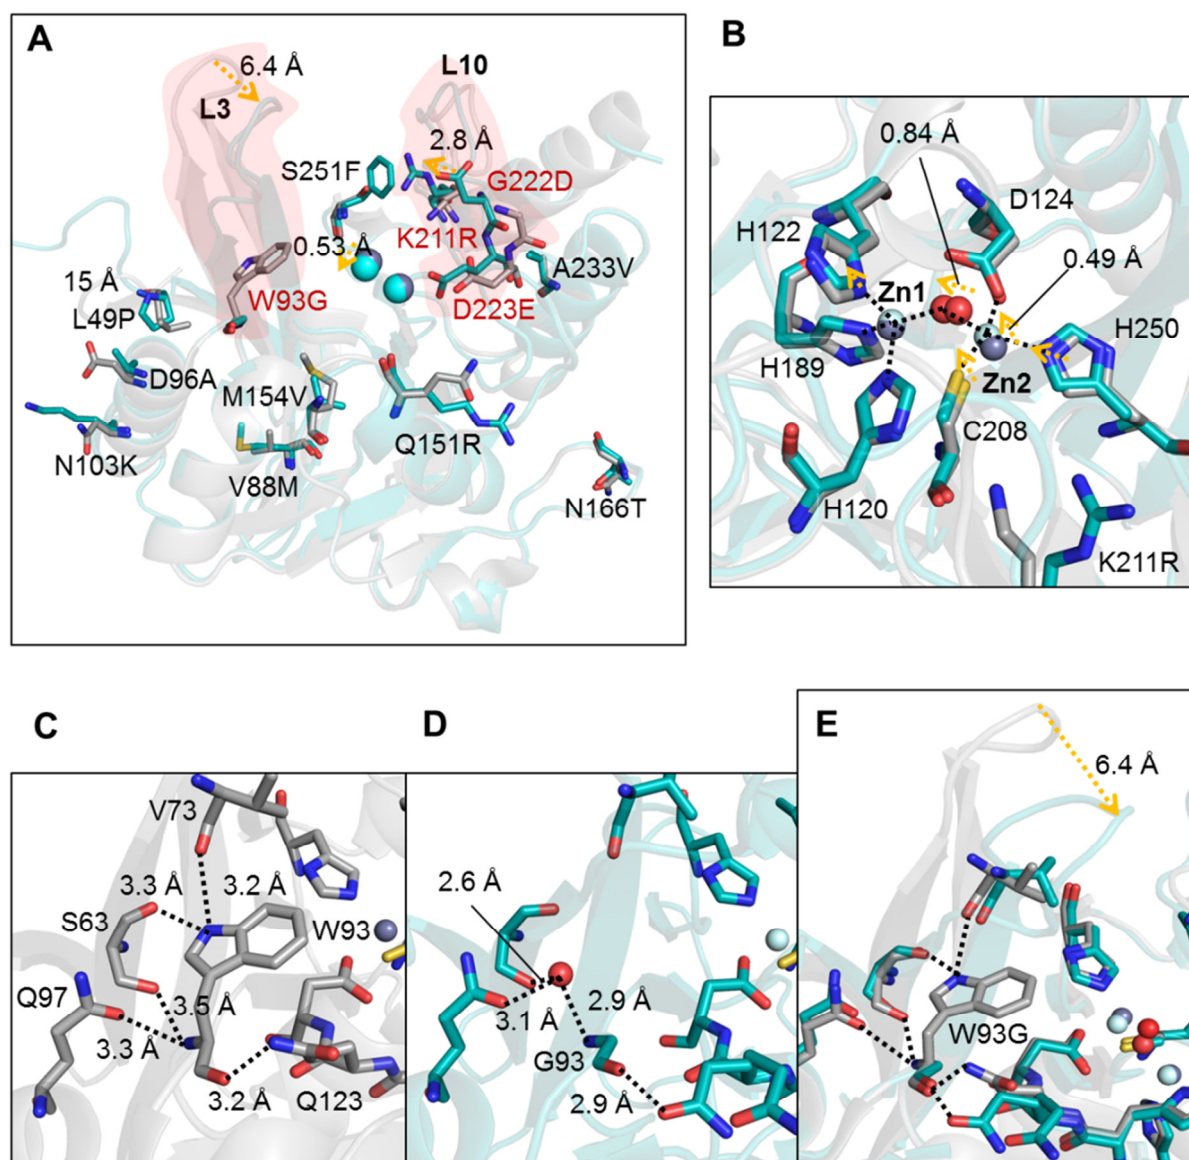 A
6.4 Å
L3
L10
2.8 Å
S251F
G222D
K211R
0.53 Å
A233V
15 Å
L49P
W93G
D223E
D96A
M154V
N103K
V88M
Q151R
N166T
B
0.84 Å
D124
H122
0.49 Å
Zn1
H250
H189
Zn2
C208
H120
K211R
C
V73
3.3 Å
3.2 Å
S63
W93
Q97
3.5 Å
3.3 Å
3.2 Å
Q123
D
2.6 Å
2.9 Å
3.1 Å
G93
2.9 Å
E
6.4 Å
W93G